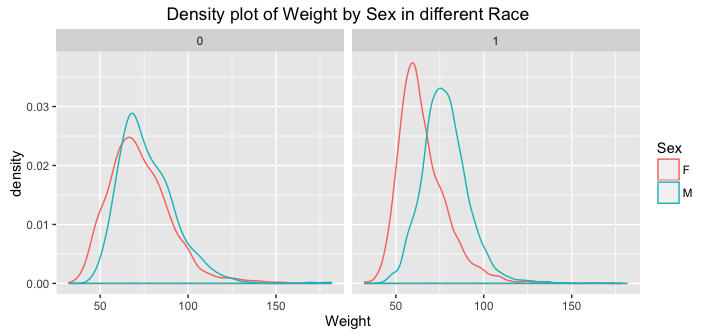 Density plot of Weight by Sex in different Race
0
1
0.03
0.02
0.01
0.00
density
50
100
150
50
100
150
Weight
Sex
F
M